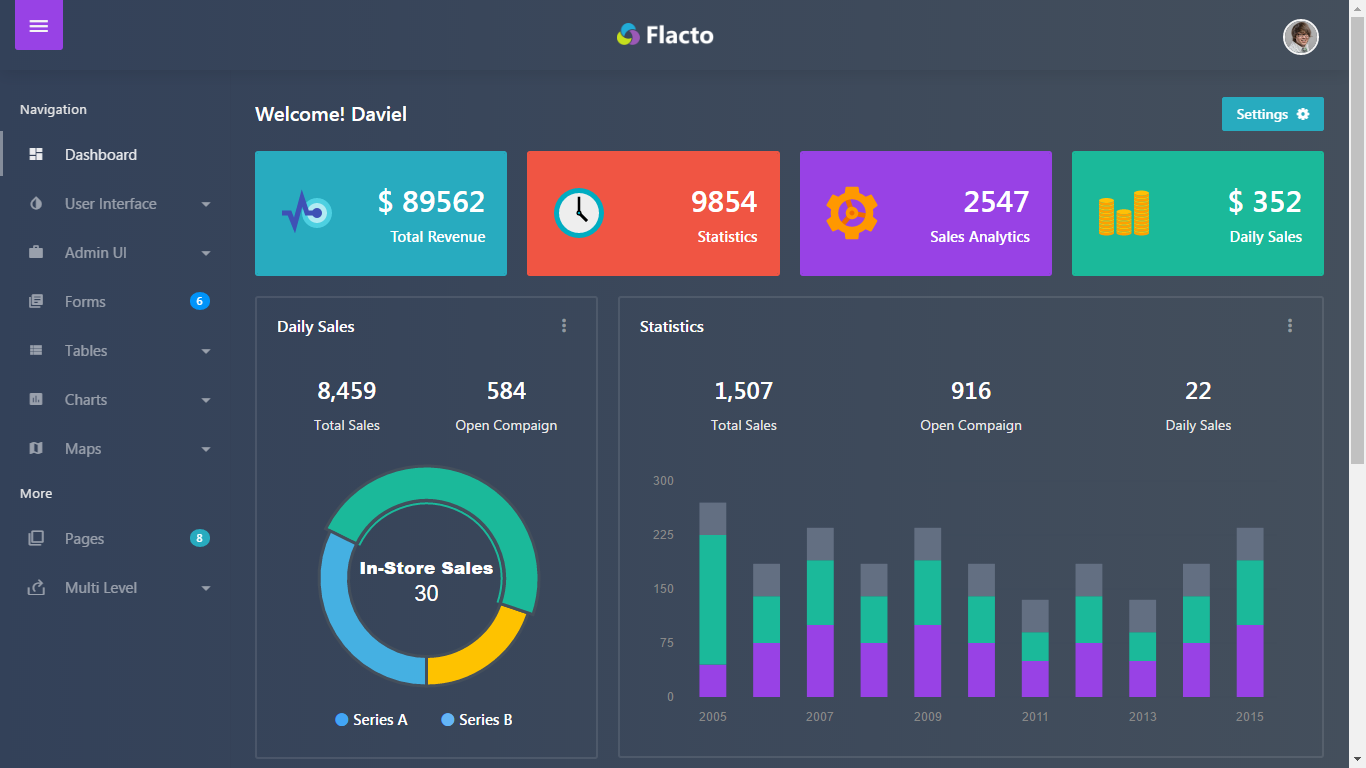 Flacto
Navigation
Dashboard
User Interface
Admin UI
Forms 6
Tables
Charts
Maps
More
Pages 8
Multi Level
Welcome! Daviel
Settings
$ 89562
Total Revenue
9854
Statistics
2547
Sales Analytics
$ 352
Daily Sales
Daily Sales
8,459 584
Total Sales Open Compaign
In-Store Sales
30
Series A Series B
Statistics
1,507 916 22
Total Sales Open Compaign Daily Sales
300
225
150
75
0
2005 2007 2009 2011 2013 2015